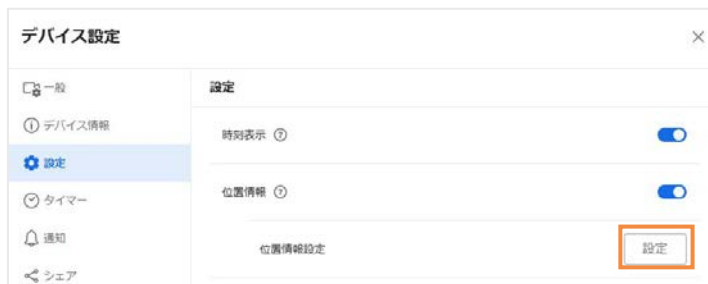 デバイス設定
一般
デバイス情報
設定
タイマー
通知
シェア
設定
時刻表示
位置情報
位置情報設定
設定